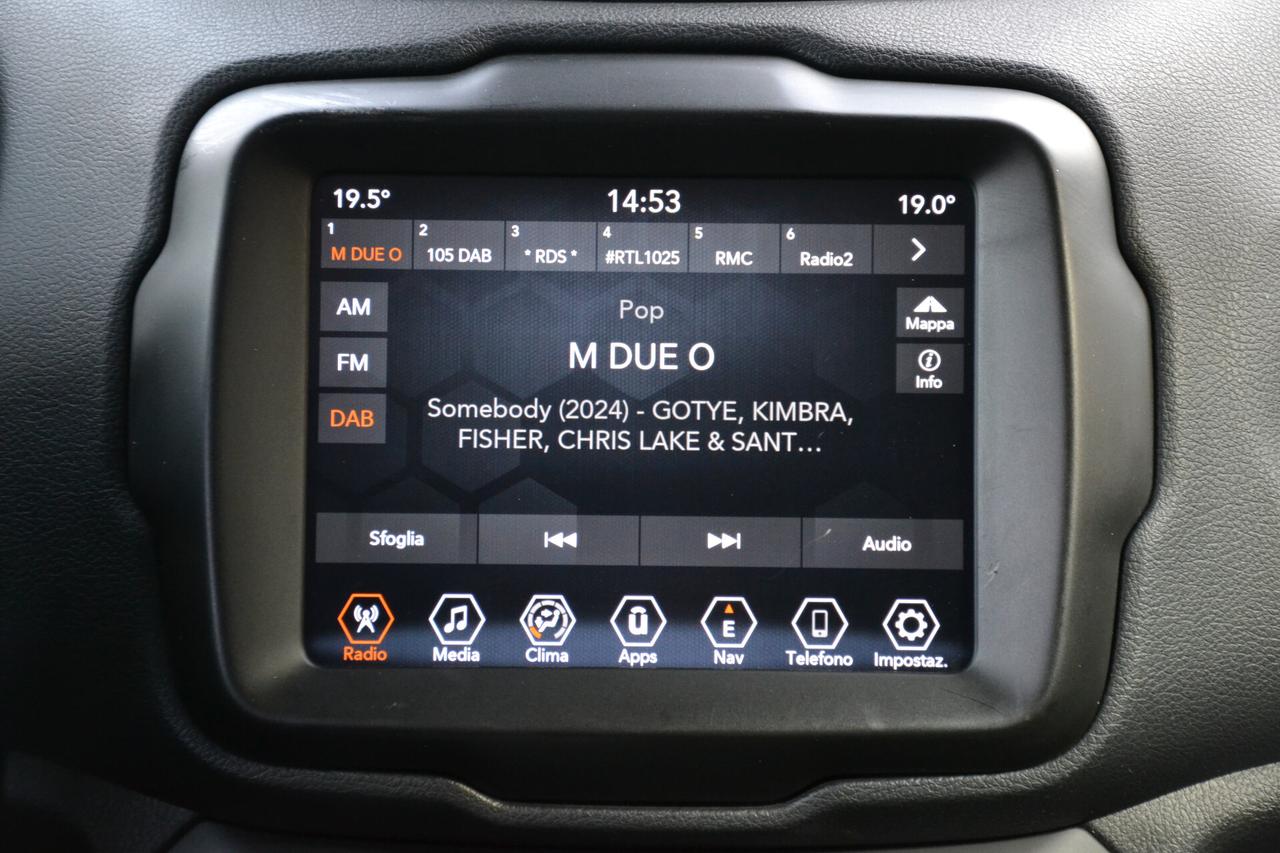 19.5° 14:53 19.0°
1 2 3 4 5 6
M DUE O 105 DAB * RDS * #RTL1025 RMC Radio2
AM
FM
DAB
Pop
M DUE O
Somebody (2024) - GOTYE, KIMBRA,
FISHER, CHRIS LAKE & SANT...
Mappa
Info
Sfoglia Audio
ū E
Radio Media Clima Apps Nav Telefono Impostaz.